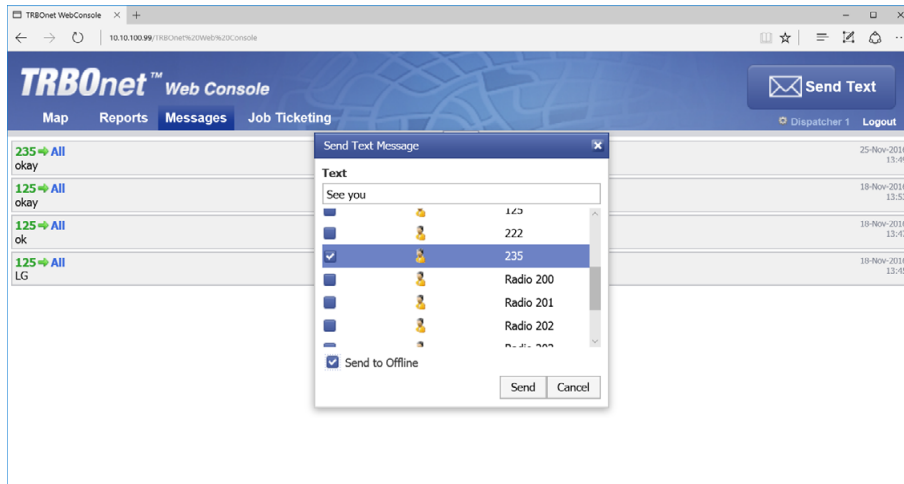 TRBOnet WebConsole
10.10.100.99/TRBOnet%20Web%20Console
TRBOnet™ Web Console
Send Text
Map Reports Messages Job Ticketing
Dispatcher 1 Logout
235 All
okay
25-Nov-2016
125 All
okay
18-Nov-2016
125 All
ok
18-Nov-2016
125 All
LG
18-Nov-2016
Send Text Message
Text
See you
125
222
235
Radio 200
Radio 201
Radio 202
Send to Offline
Send Cancel